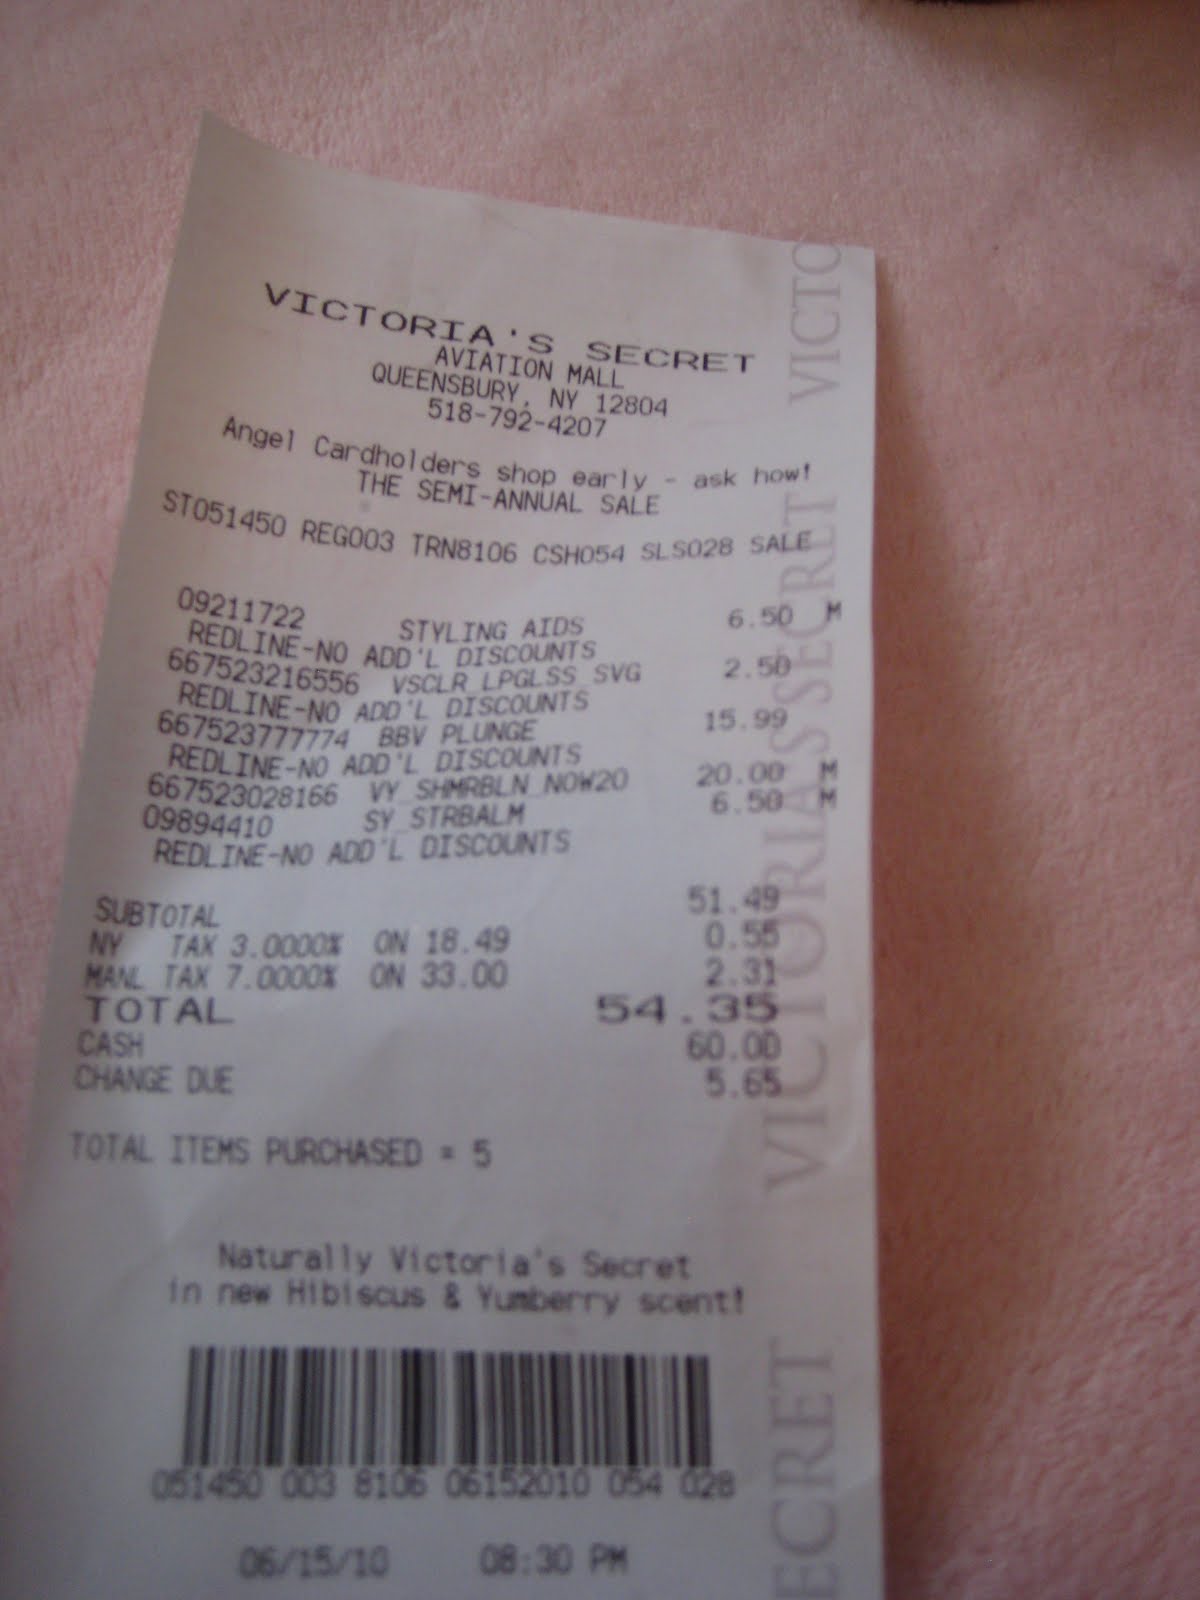 VICTORIA'S SECRET
AVIATION MALL
QUEENSBURY, NY 12804
518-792-4207
Angel Cardholders shop early - ask how!
THE SEMI-ANNUAL SALE
ST051450 REG003 TRN8106 CSH054 SLS028 SALE
09211722 STYLING AIDS 6.50 M
REDLINE-NO ADD'L DISCOUNTS
667523216556 VSCLR LPGLSS SVG 2.50
REDLINE-NO ADD'L DISCOUNTS
667523777774 BBV PLUNGE 15.99
REDLINE-NO ADD'L DISCOUNTS
667523028166 VY SHMRBLN NOW20 20.00 M
09894410 SY STRBALM 6.50 M
REDLINE-NO ADD'L DISCOUNTS
SUBTOTAL 51.49
NY TAX 3.0000% ON 18.49 0.55
MANL TAX 7.0000% ON 33.00 2.31
TOTAL 54.35
CASH 60.00
CHANGE DUE 5.65
TOTAL ITEMS PURCHASED = 5
Naturally Victoria's Secret
in new Hibiscus & Yumberry scent!
051450 003 8106 06152010 054 028
06/15/10 08:30 PM
VICTO
VICTORIA'S SECRET
ECRET